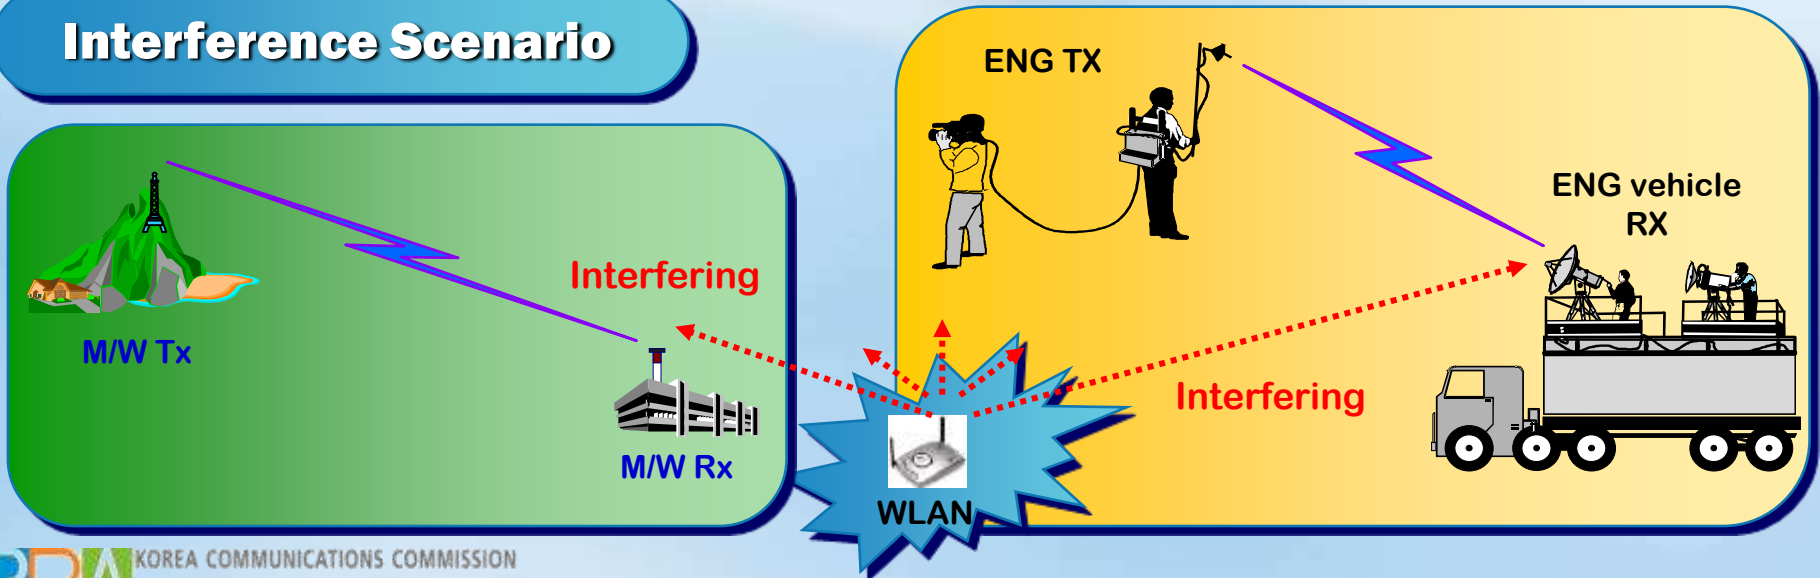 Interference Scenario
ENG TX
ENG vehicle
RX
Interfering
M/W Tx
Interfering
M/W Rx
WLAN
KOREA COMMUNICATIONS COMMISSION